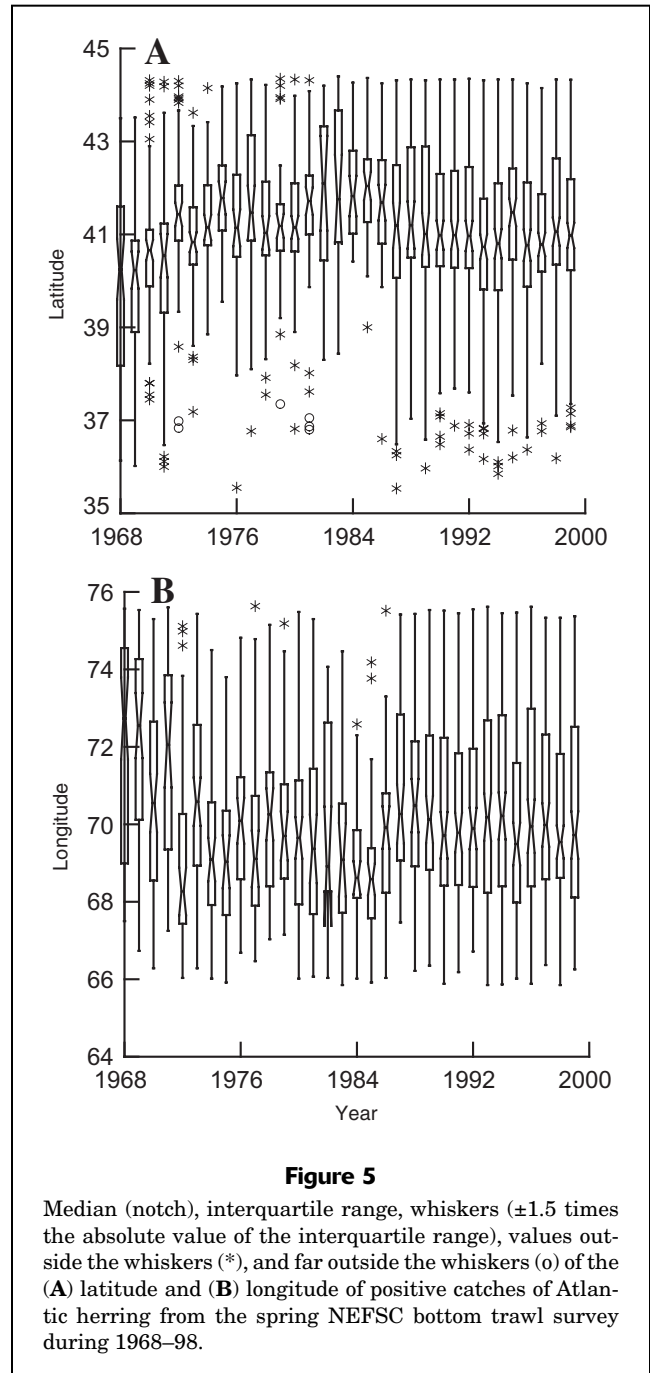 A
45
43
41
39
37
35
Latitude
1968 1976 1984 1992 2000
B
76
74
72
70
68
66
64
Longitude
1968 1976 1984 1992 2000
Year
Figure 5
Median (notch), interquartile range, whiskers (±1.5 times
the absolute value of the interquartile range), values out-
side the whiskers (*), and far outside the whiskers (o) of the
(A) latitude and (B) longitude of positive catches of Atlan-
tic herring from the spring NEFSC bottom trawl survey
during 1968–98.